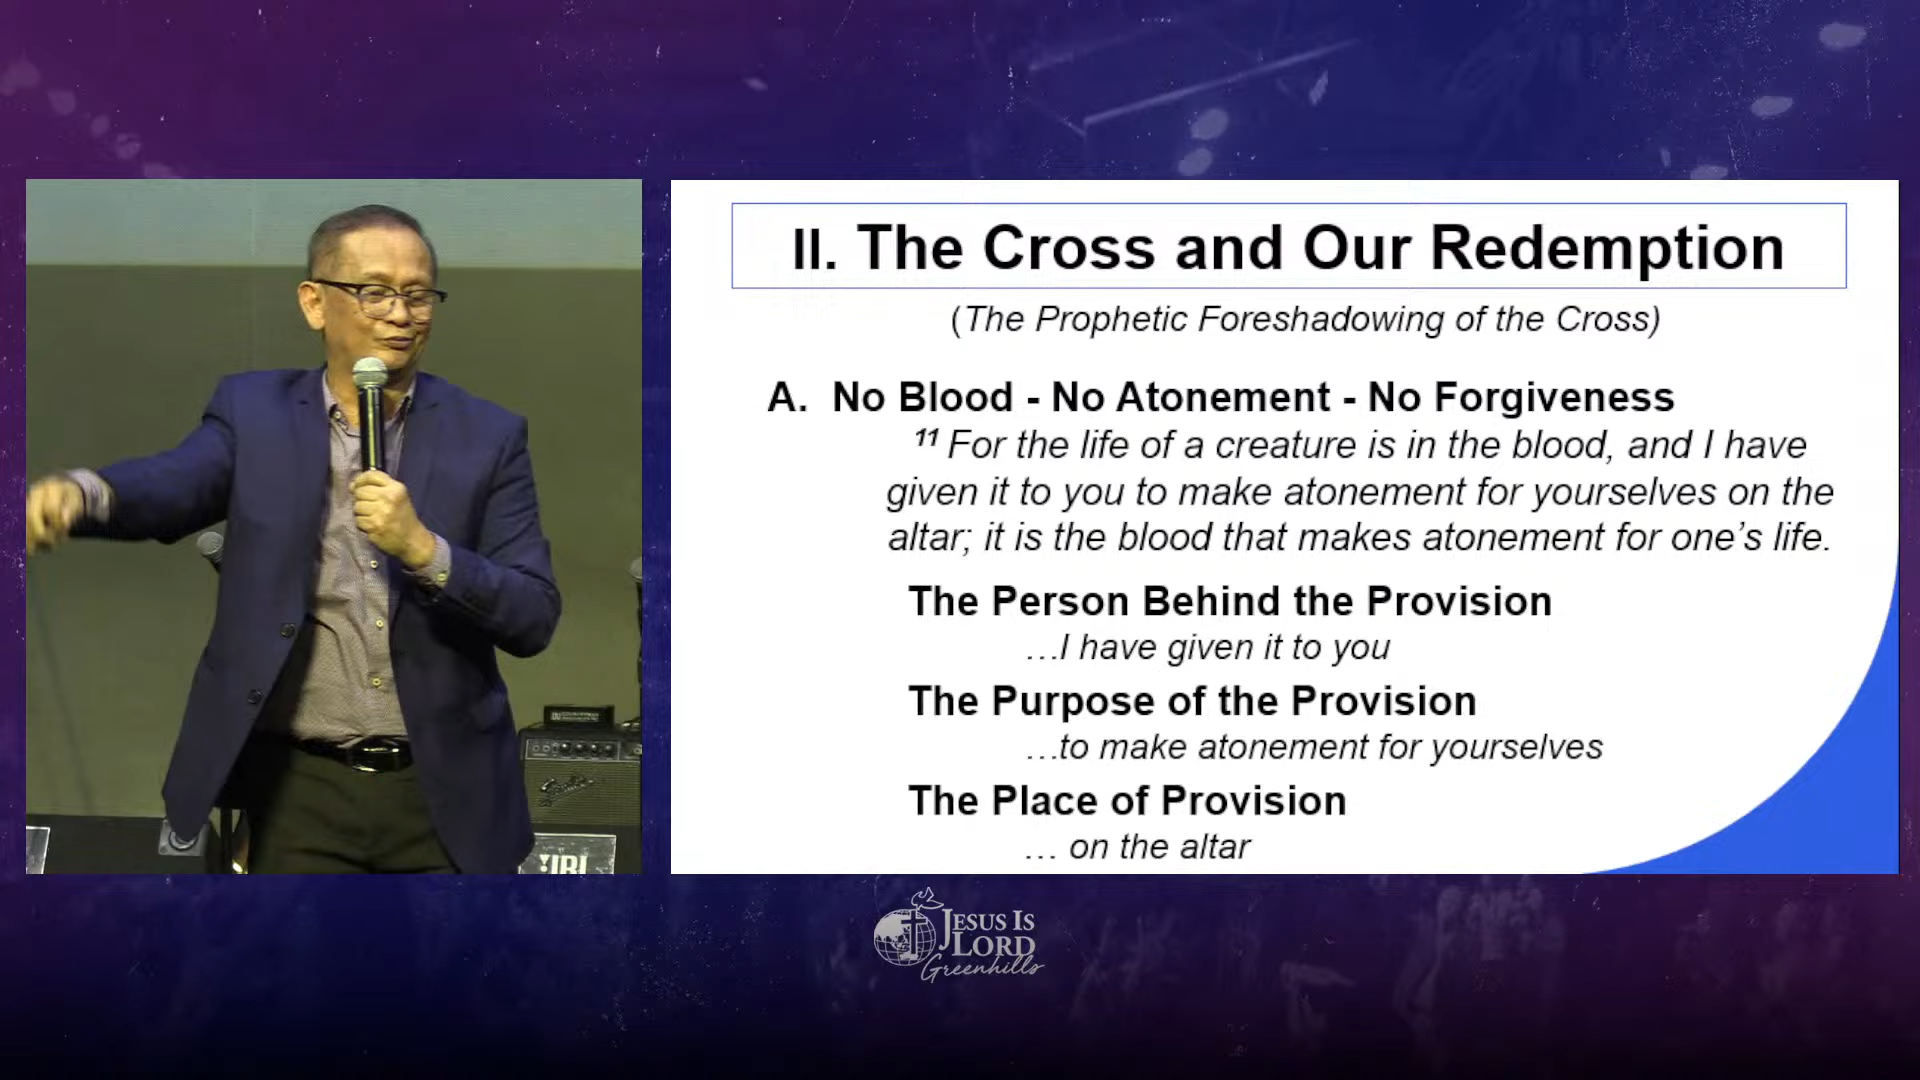 II. The Cross and Our Redemption
(The Prophetic Foreshadowing of the Cross)
A. No Blood - No Atonement - No Forgiveness
11 For the life of a creature is in the blood, and I have
given it to you to make atonement for yourselves on the
altar; it is the blood that makes atonement for one’s life.
The Person Behind the Provision
…I have given it to you
The Purpose of the Provision
…to make atonement for yourselves
The Place of Provision
… on the altar
Fender
JBL
JESUS IS
LORD
Greenhills